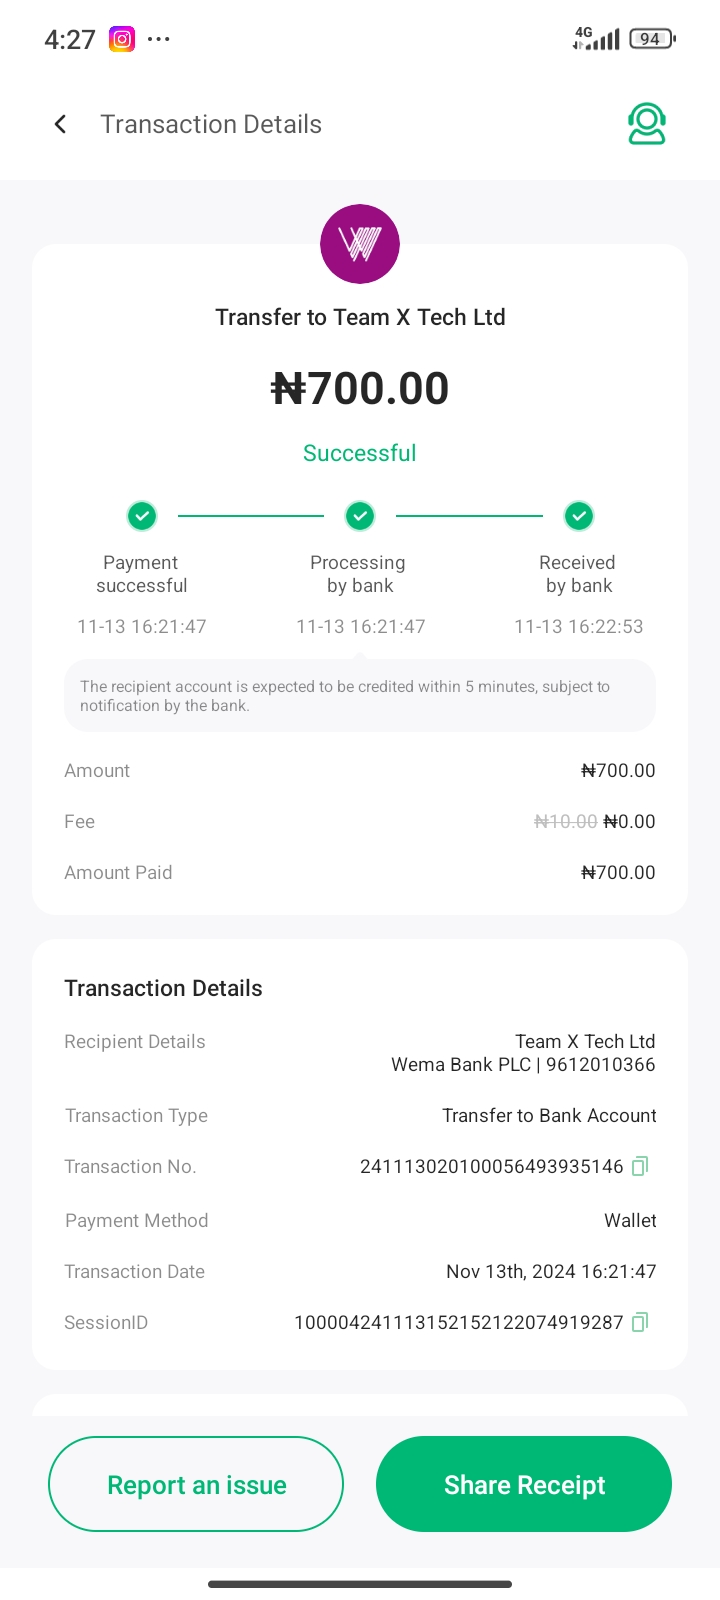 4:27
4G
94
Transaction Details
Transfer to Team X Tech Ltd
₦700.00
Successful
Payment
successful
Processing
by bank
Received
by bank
11-13 16:21:47
11-13 16:21:47
11-13 16:22:53
The recipient account is expected to be credited within 5 minutes, subject to
notification by the bank.
Amount ₦700.00
Fee ₦10.00 ₦0.00
Amount Paid ₦700.00
Transaction Details
Recipient Details Team X Tech Ltd
Wema Bank PLC | 9612010366
Transaction Type Transfer to Bank Account
Transaction No. 241113020100056493935146
Payment Method Wallet
Transaction Date Nov 13th, 2024 16:21:47
SessionID 100004241113152152122074919287
Report an issue
Share Receipt